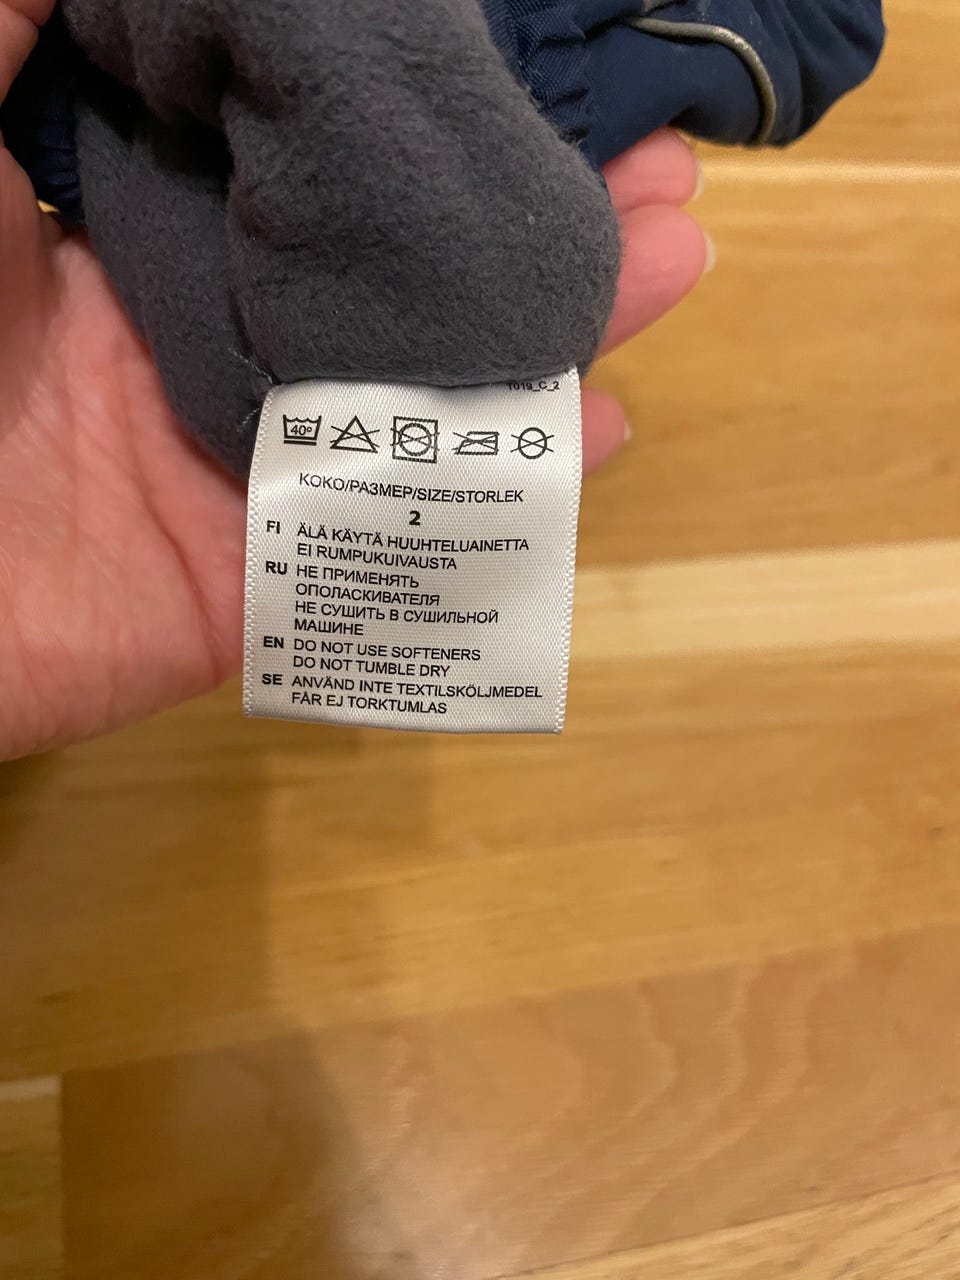 T019_C_2
40°
KOKO/РАЗМЕР/SIZE/STORLEK
2
FI ÄLÄ KÄYTÄ HUUHTELUAINETTA
EI RUMPUKUIVAUSTA
RU НЕ ПРИМЕНЯТЬ
ОПОЛАСКИВАТЕЛЯ
НЕ СУШИТЬ В СУШИЛЬНОЙ
МАШИНЕ
EN DO NOT USE SOFTENERS
DO NOT TUMBLE DRY
SE ANVÄND INTE TEXTILSKÖLJMEDEL
FÅR EJ TORKTUMLAS